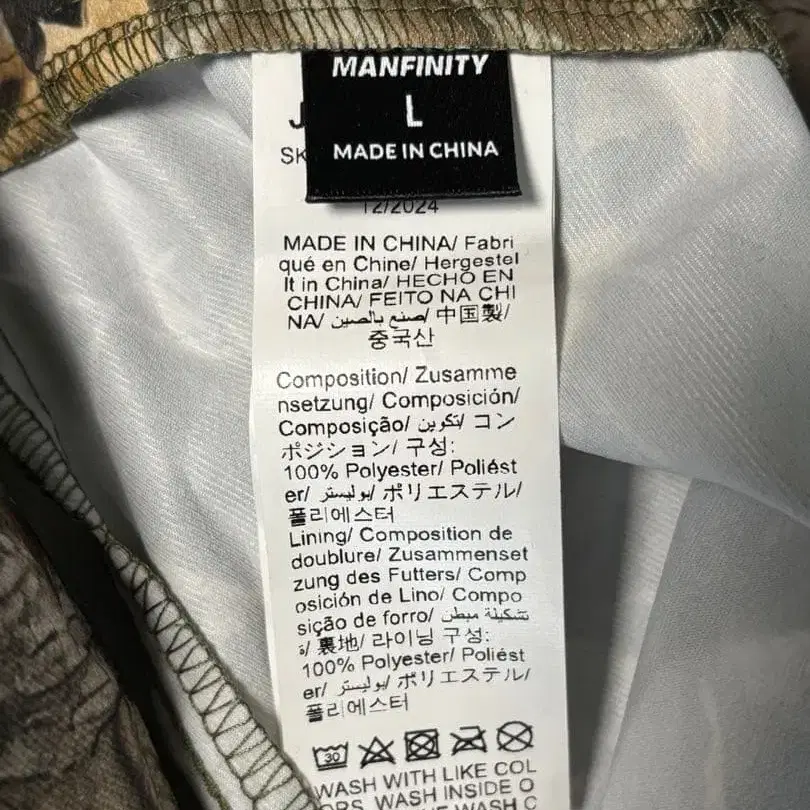 MANFINITY
L
MADE IN CHINA
J
SK
12/2024
MADE IN CHINA/ Fabri
qué en Chine/ Hergestel
lt in China/ HECHO EN
CHINA/ FEITO NA CHI
NA/ صنع بالصين/ 中国製/
중국산
Composition/ Zusamme
nsetzung/ Composición/
Composição/ تكوين/ コン
ポジション/ 구성:
100% Polyester/ Poliést
er/ بوليستر/ ポリエステル/
폴리에스터
Lining/ Composition de
doublure/ Zusammenset
zung des Futters/ Comp
osición de Lino/ Compo
sição de forro/ تشكيلة مبطن
ة/ 裏地/ 라이닝 구성:
100% Polyester/ Poliést
er/ بوليستر/ ポリエステル/
폴리에스터
30
WASH WITH LIKE COL
ORS, WASH INSIDE O
WASH C